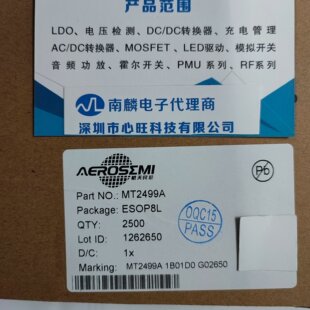 产品范围
LDO、电压检测、DC/DC转换器、充电管理
AC/DC转换器、MOSFET、LED驱动、模拟开关
音频功放、霍尔开关、PMU系列、RF系列
南麟电子代理商
深圳市心旺科技有限公司
AEROSEMI
航天民芯
Pb
Part NO.: MT2499A
Package: ESOP8L
QTY: 2500
Lot ID: 1262650
D/C: 1x
Marking: MT2499A 1B01D0 G02650
OQC15
PASS